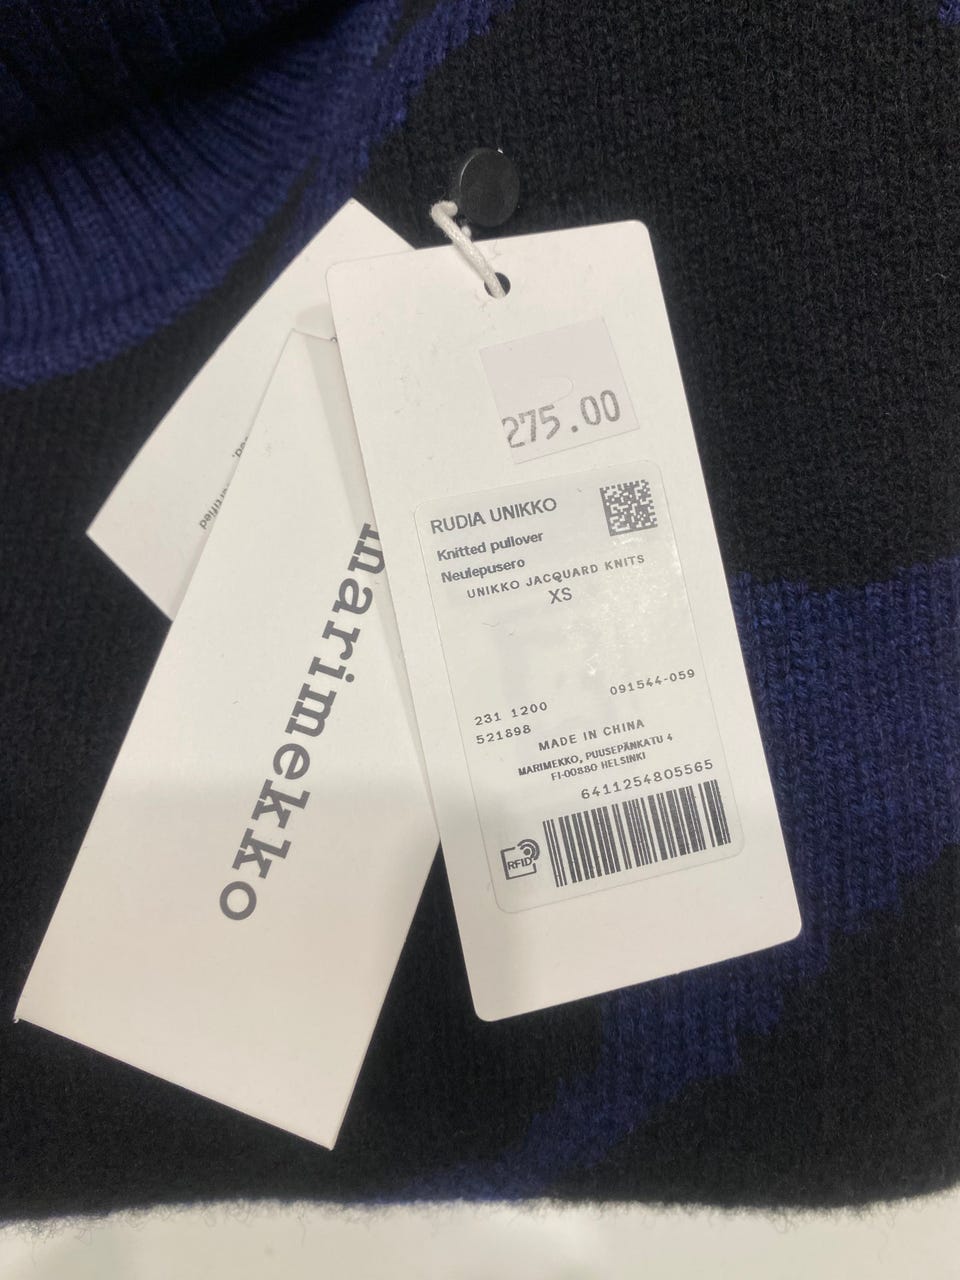 275.00
RUDIA UNIKKO
Knitted pullover
Neulepusero
UNIKKO JACQUARD KNITS
XS
091544-059
231 1200
521898
MADE IN CHINA
MARIMEKKO, PUUSEPÄNKATU 4
FI-00880 HELSINKI
6411254805565
RFID
marimekko